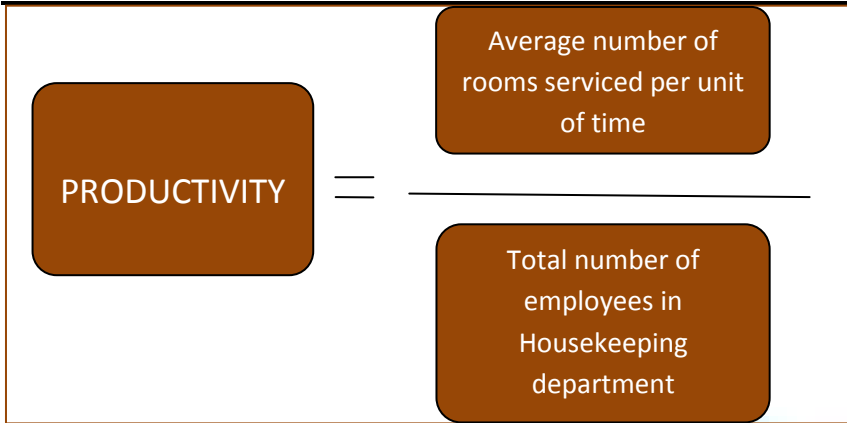 Average number of
rooms serviced per unit
of time
PRODUCTIVITY
=
Total number of
employees in
Housekeeping
department